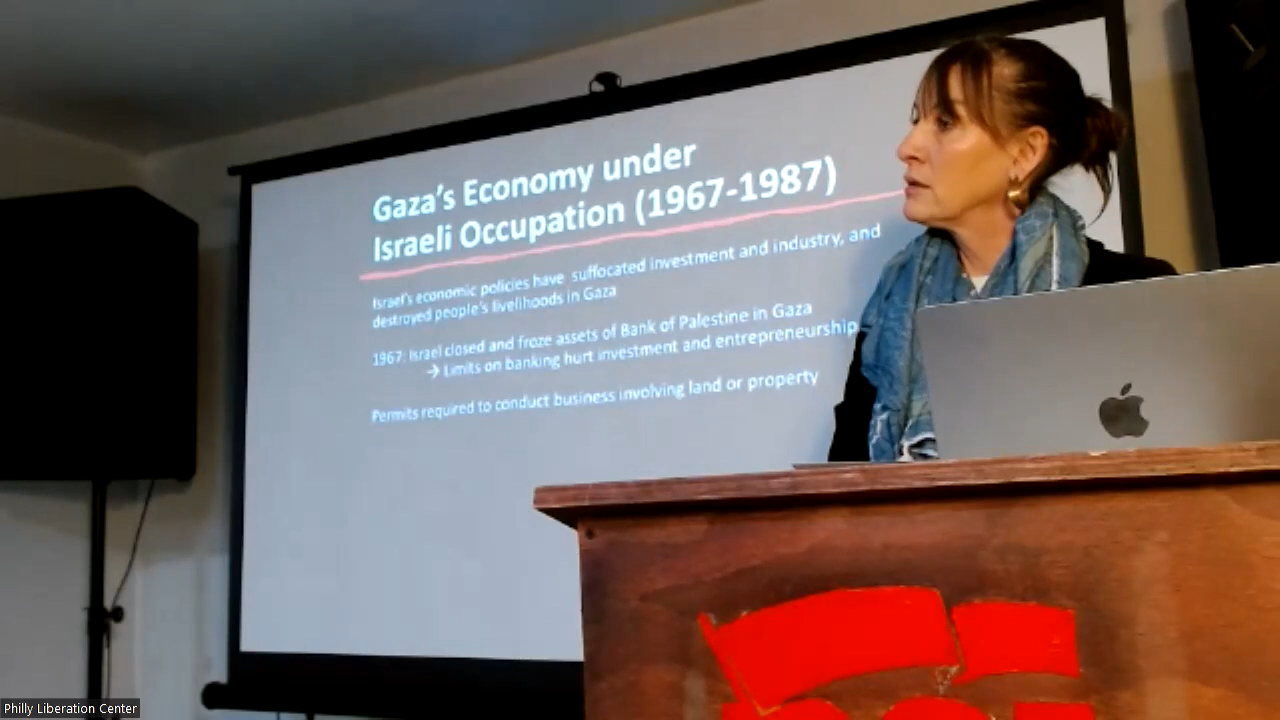 Gaza's Economy under
Israeli Occupation (1967-1987)
Israel's economic policies have suffocated investment and industry, and
destroyed people's livelihoods in Gaza
1967: Israel closed and froze assets of Bank of Palestine in Gaza
→ Limits on banking hurt investment and entrepreneurship
Permits required to conduct business involving land or property
Philly Liberation Center